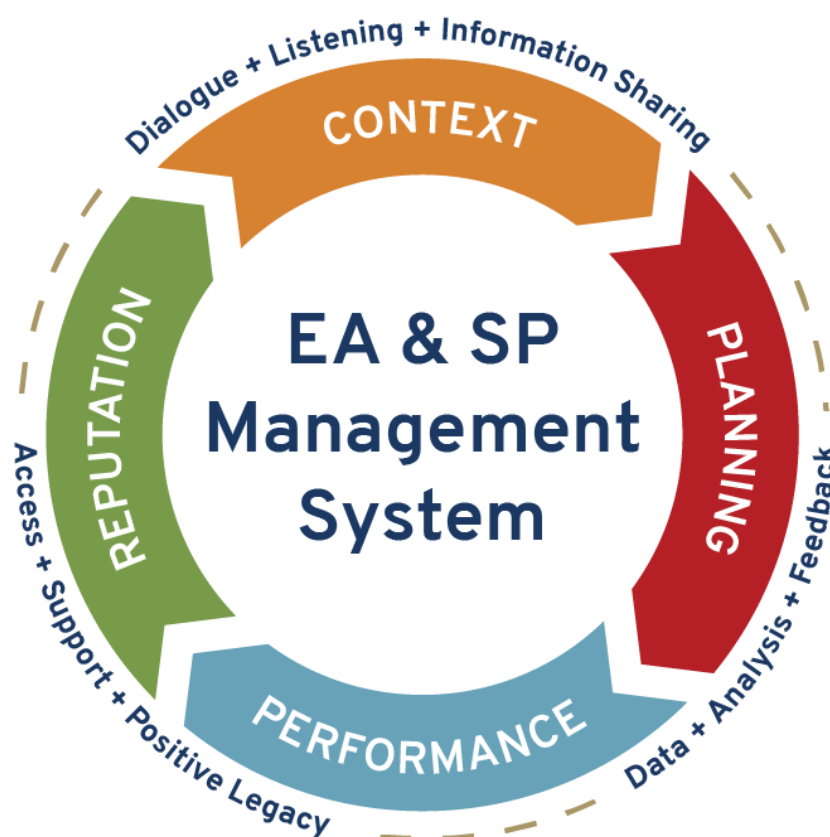 Dialogue + Listening + Information Sharing
CONTEXT
PLANNING
Data + Analysis + Feedback
PERFORMANCE
Access + Support + Positive Legacy
REPUTATION
EA & SP
Management
System